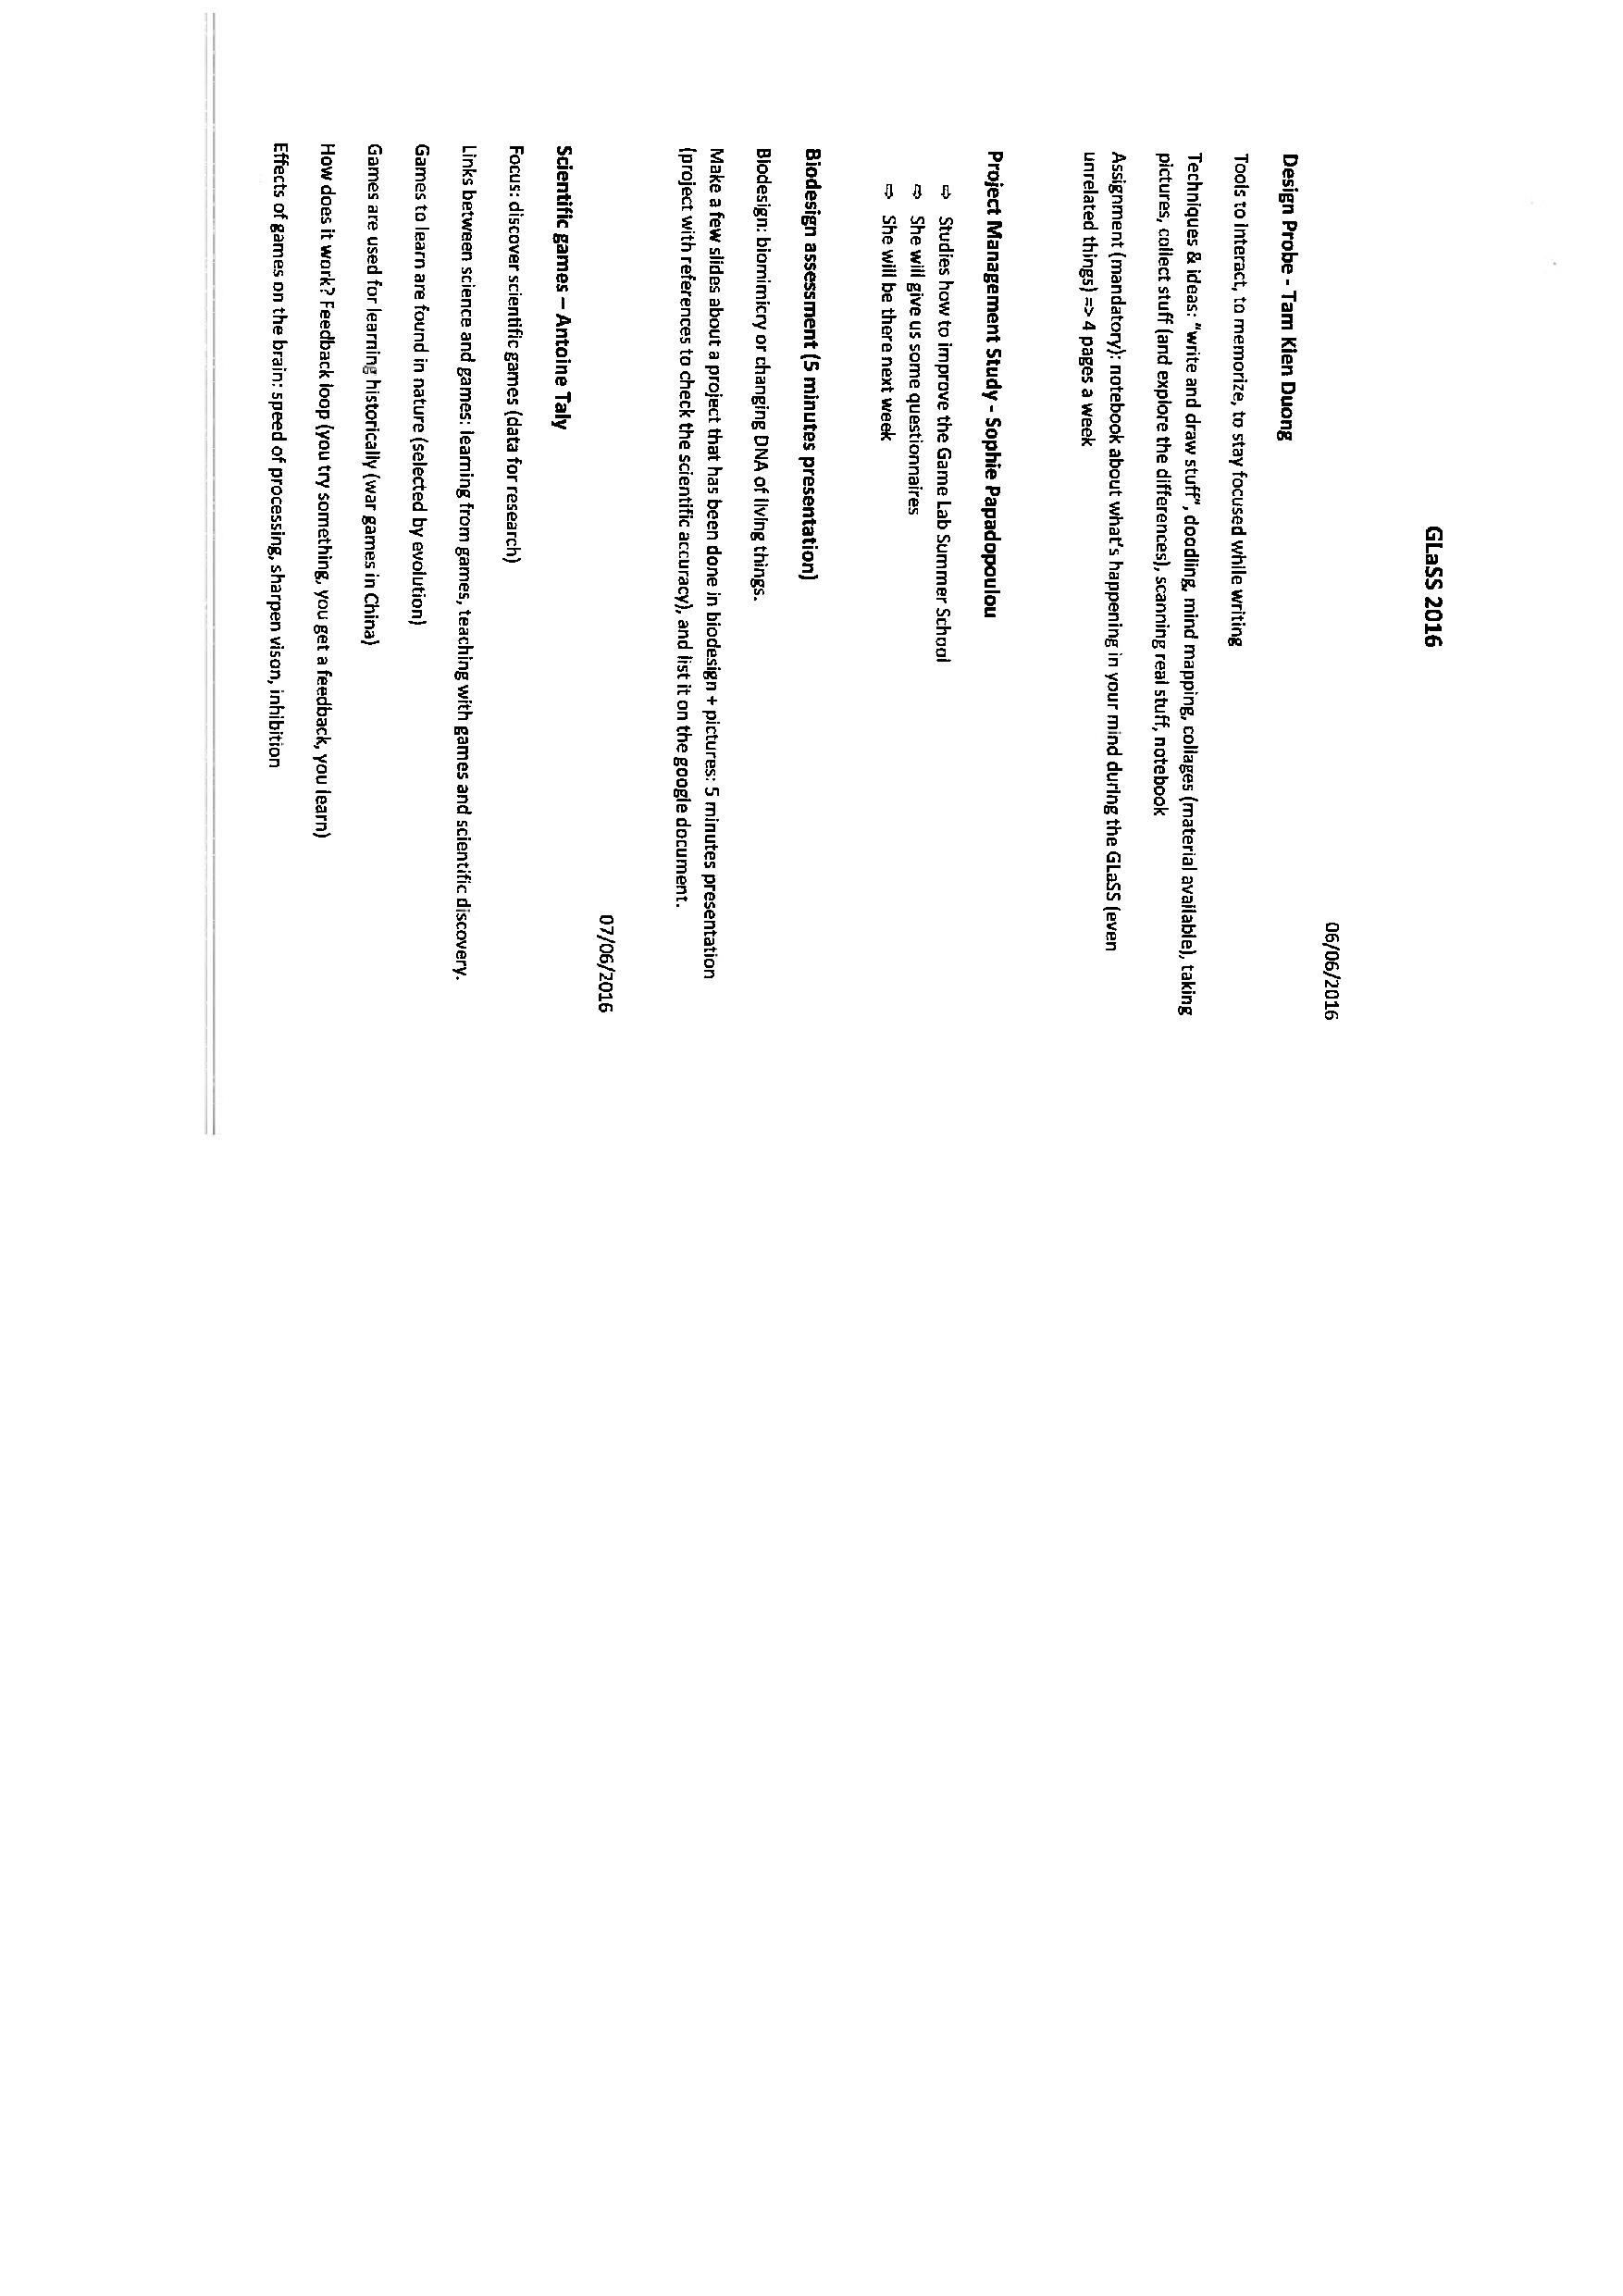 GLaSS 2016
06/06/2016
Design Probe - Tam Kien Duong
Tools to interact, to memorize, to stay focused while writing
Techniques & ideas: "write and draw stuff", doodling, mind mapping, collages (material available), taking
pictures, collect stuff (and explore the differences), scanning real stuff, notebook
Assignment (mandatory): notebook about what's happening in your mind during the GLaSS (even
unrelated things) => 4 pages a week
Project Management Study - Sophie Papadopoulou
⇨ Studies how to improve the Game Lab Summer School
⇨ She will give us some questionnaires
⇨ She will be there next week
Biodesign assessment (5 minutes presentation)
Biodesign: biomimicry or changing DNA of living things.
Make a few slides about a project that has been done in biodesign + pictures: 5 minutes presentation
(project with references to check the scientific accuracy), and list it on the google document.
07/06/2016
Scientific games – Antoine Taly
Focus: discover scientific games (data for research)
Links between science and games: learning from games, teaching with games and scientific discovery.
Games to learn are found in nature (selected by evolution)
Games are used for learning historically (war games in China)
How does it work? Feedback loop (you try something, you get a feedback, you learn)
Effects of games on the brain: speed of processing, sharpen vison, inhibition